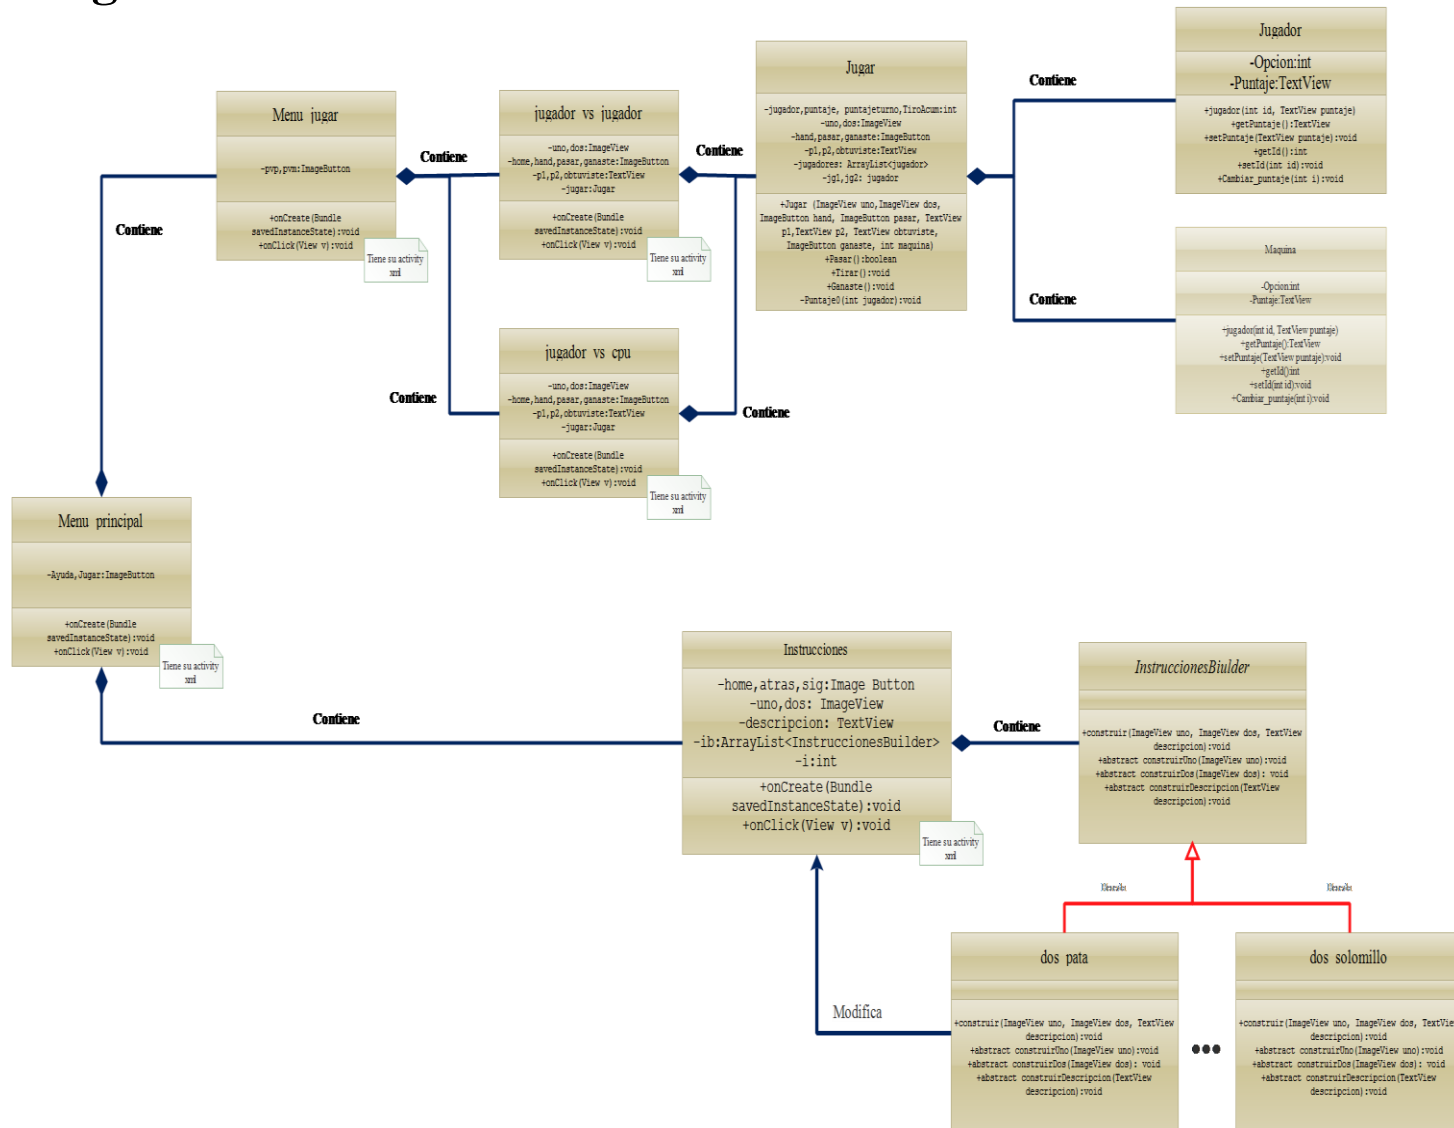 Jugador
-Opcion:int
-Puntaje:TextView
+jugador(int id, TextView puntaje)
+getPuntaje():TextView
+setPuntaje(TextView puntaje):void
+getId():int
+setId(int id):void
+Cambiar_puntaje(int i):void
Jugar
-jugador,puntaje, puntajeturno,TiroAcum:int
-uno,dos:ImageView
-hand,pasar,ganaste:ImageButton
-p1,p2,obtuviste:TextView
-jugadores: ArrayList<jugador>
-jg1,jg2: jugador
+Jugar (ImageView uno,ImageView dos,
ImageButton hand, ImageButton pasar, TextView
p1,TextView p2, TextView obtuviste,
ImageButton ganaste, int maquina)
+Pasar():boolean
+Tirar():void
+Ganaste():void
-Puntaje0(int jugador):void
Contiene
Contiene
Maquina
-Opcion:int
-Puntaje:TextView
+jugador(int id, TextView puntaje)
+getPuntaje():TextView
+setPuntaje(TextView puntaje):void
+getId():int
+setId(int id):void
+Cambiar_puntaje(int i):void
Menu jugar
-pvp,pvm:ImageButton
+onCreate(Bundle
savedInstanceState):void
+onClick(View v):void
Tiene su activity
xml
Contiene
Contiene
jugador vs jugador
-uno,dos:ImageView
-home,hand,pasar,ganaste:ImageButton
-p1,p2,obtuviste:TextView
-jugar:Jugar
+onCreate(Bundle
savedInstanceState):void
+onClick(View v):void
Tiene su activity
xml
Contiene
jugador vs cpu
-uno,dos:ImageView
-home,hand,pasar,ganaste:ImageButton
-p1,p2,obtuviste:TextView
-jugar:Jugar
+onCreate(Bundle
savedInstanceState):void
+onClick(View v):void
Tiene su activity
xml
Contiene
Contiene
Menu principal
-Ayuda,Jugar:ImageButton
+onCreate(Bundle
savedInstanceState):void
+onClick(View v):void
Tiene su activity
xml
Contiene
Instrucciones
-home,atras,sig:Image Button
-uno,dos: ImageView
-descripcion: TextView
-ib:ArrayList<InstruccionesBuilder>
-i:int
+onCreate(Bundle
savedInstanceState):void
+onClick(View v):void
Tiene su activity
xml
Contiene
InstruccionesBiulder
+construir(ImageView uno, ImageView dos, TextView
descripcion):void
+abstract construirUno(ImageView uno):void
+abstract construirDos(ImageView dos): void
+abstract construirDescripcion(TextView
descripcion):void
Modifica
dos pata
+construir(ImageView uno, ImageView dos, TextView
descripcion):void
+abstract construirUno(ImageView uno):void
+abstract construirDos(ImageView dos): void
+abstract construirDescripcion(TextView
descripcion):void
dos solomillo
+construir(ImageView uno, ImageView dos, TextVie
descripcion):void
+abstract construirUno(ImageView uno):void
+abstract construirDos(ImageView dos): void
+abstract construirDescripcion(TextView
descripcion):void